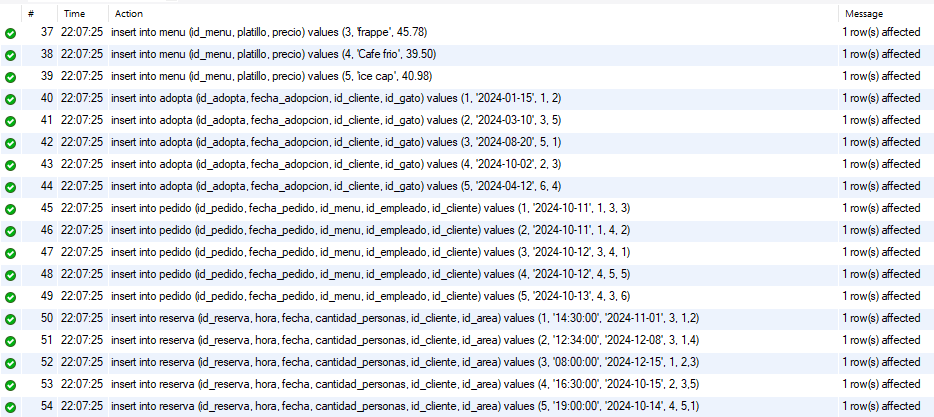 # Time Action Message
37 22:07:25 insert into menu (id_menu, platillo, precio) values (3, 'frappe', 45.78) 1 row(s) affected
38 22:07:25 insert into menu (id_menu, platillo, precio) values (4, 'Cafe frio', 39.50) 1 row(s) affected
39 22:07:25 insert into menu (id_menu, platillo, precio) values (5, 'ice cap', 40.98) 1 row(s) affected
40 22:07:25 insert into adopta (id_adopta, fecha_adopcion, id_cliente, id_gato) values (1, '2024-01-15', 1, 2) 1 row(s) affected
41 22:07:25 insert into adopta (id_adopta, fecha_adopcion, id_cliente, id_gato) values (2, '2024-03-10', 3, 5) 1 row(s) affected
42 22:07:25 insert into adopta (id_adopta, fecha_adopcion, id_cliente, id_gato) values (3, '2024-08-20', 5, 1) 1 row(s) affected
43 22:07:25 insert into adopta (id_adopta, fecha_adopcion, id_cliente, id_gato) values (4, '2024-10-02', 2, 3) 1 row(s) affected
44 22:07:25 insert into adopta (id_adopta, fecha_adopcion, id_cliente, id_gato) values (5, '2024-04-12', 6, 4) 1 row(s) affected
45 22:07:25 insert into pedido (id_pedido, fecha_pedido, id_menu, id_empleado, id_cliente) values (1, '2024-10-11', 1, 3, 3) 1 row(s) affected
46 22:07:25 insert into pedido (id_pedido, fecha_pedido, id_menu, id_empleado, id_cliente) values (2, '2024-10-11', 1, 4, 2) 1 row(s) affected
47 22:07:25 insert into pedido (id_pedido, fecha_pedido, id_menu, id_empleado, id_cliente) values (3, '2024-10-12', 3, 4, 1) 1 row(s) affected
48 22:07:25 insert into pedido (id_pedido, fecha_pedido, id_menu, id_empleado, id_cliente) values (4, '2024-10-12', 4, 5, 5) 1 row(s) affected
49 22:07:25 insert into pedido (id_pedido, fecha_pedido, id_menu, id_empleado, id_cliente) values (5, '2024-10-13', 4, 3, 6) 1 row(s) affected
50 22:07:25 insert into reserva (id_reserva, hora, fecha, cantidad_personas, id_cliente, id_area) values (1, '14:30:00', '2024-11-01', 3, 1,2) 1 row(s) affected
51 22:07:25 insert into reserva (id_reserva, hora, fecha, cantidad_personas, id_cliente, id_area) values (2, '12:34:00', '2024-12-08', 3, 1,4) 1 row(s) affected
52 22:07:25 insert into reserva (id_reserva, hora, fecha, cantidad_personas, id_cliente, id_area) values (3, '08:00:00', '2024-12-15', 1, 2,3) 1 row(s) affected
53 22:07:25 insert into reserva (id_reserva, hora, fecha, cantidad_personas, id_cliente, id_area) values (4, '16:30:00', '2024-10-15', 2, 3,5) 1 row(s) affected
54 22:07:25 insert into reserva (id_reserva, hora, fecha, cantidad_personas, id_cliente, id_area) values (5, '19:00:00', '2024-10-14', 4, 5,1) 1 row(s) affected